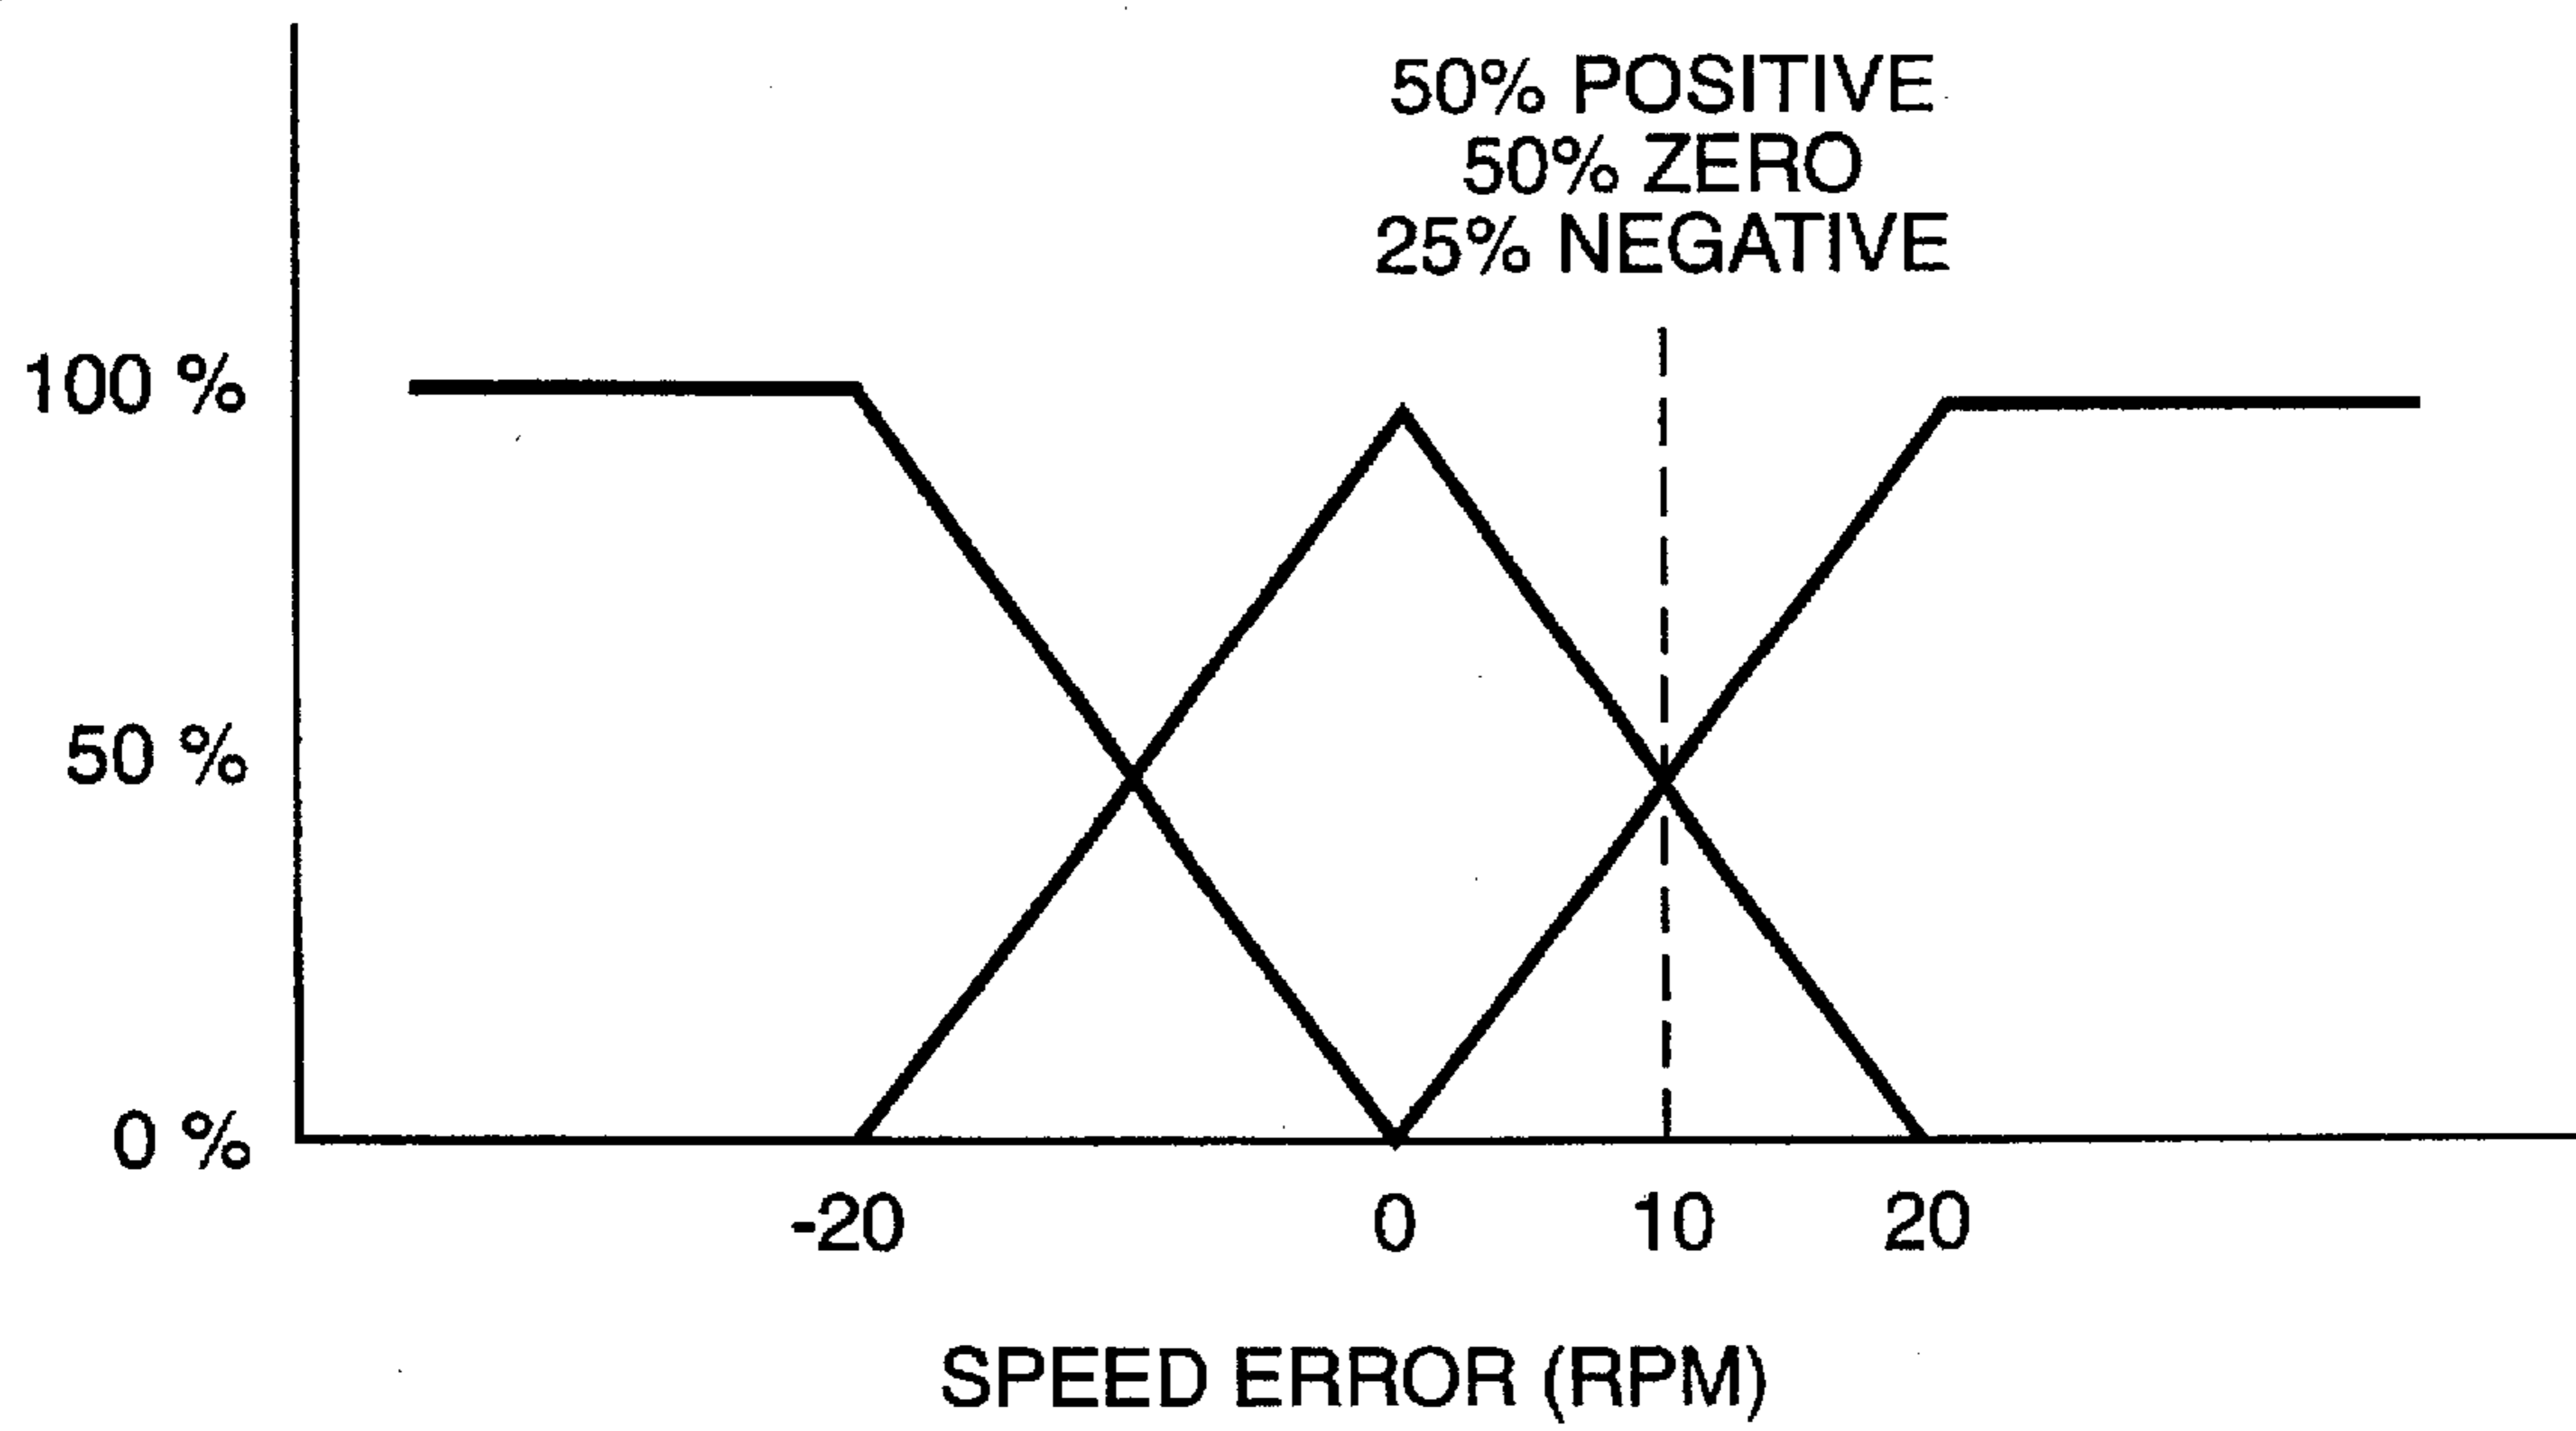 50% POSITIVE
50% ZERO
25% NEGATIVE
100 %
50 %
0 %
-20 0 10 20
SPEED ERROR (RPM)